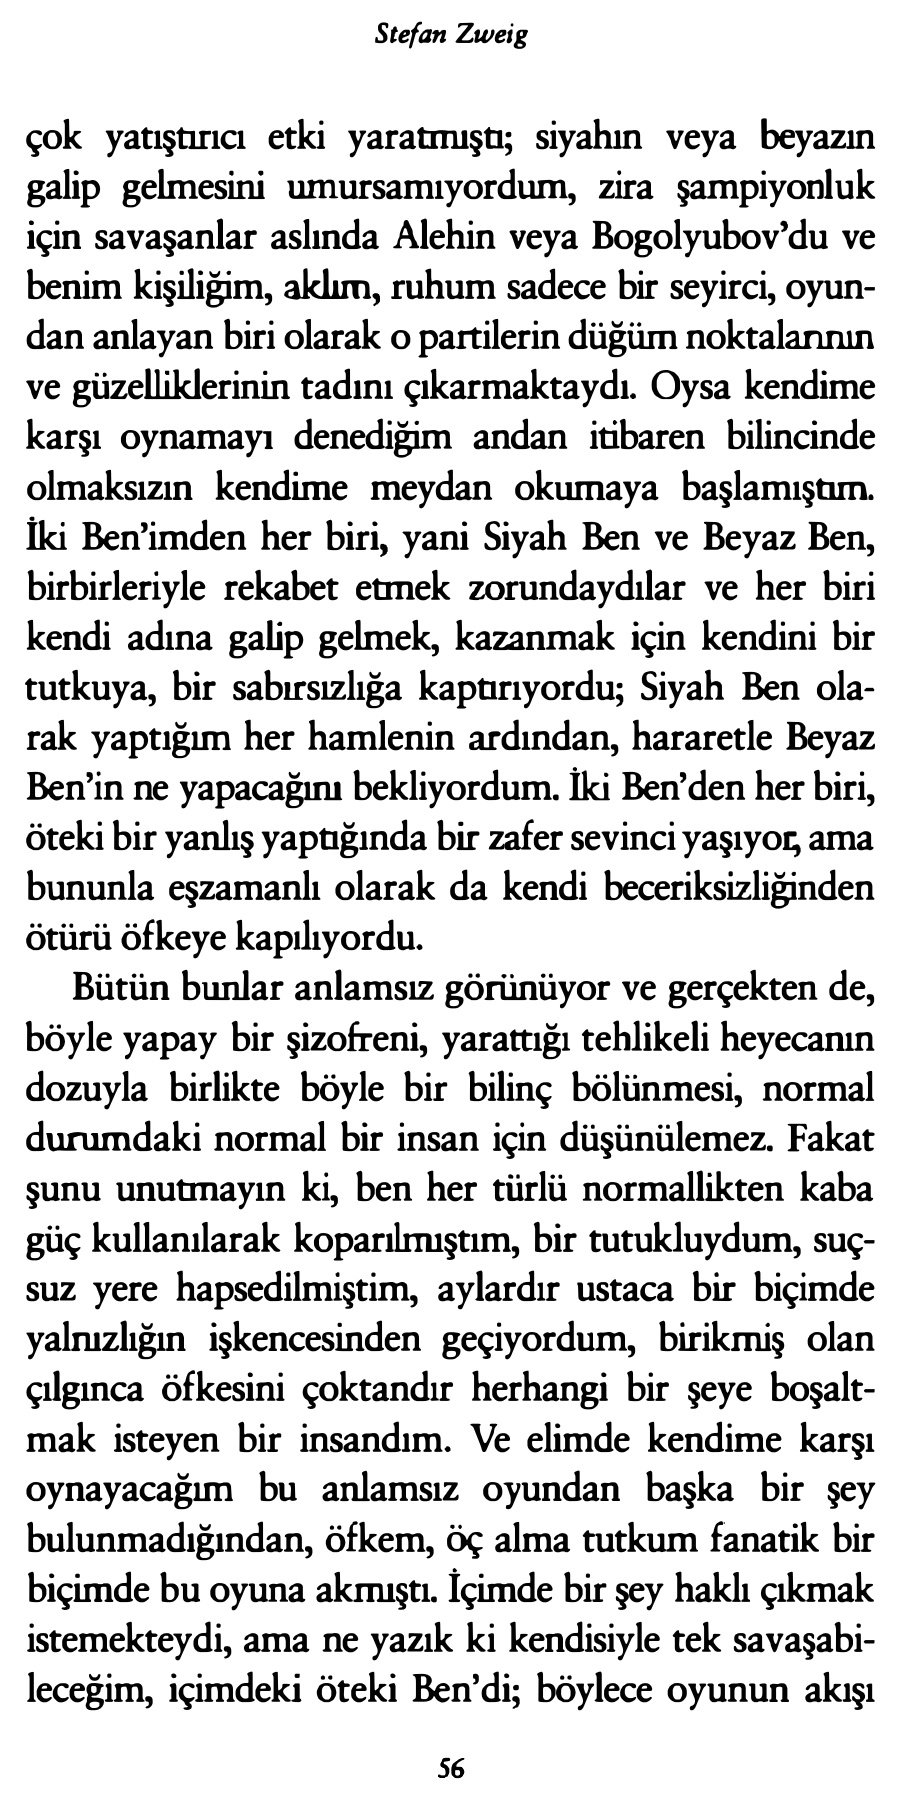 Stefan Zweig
çok yatıştırıcı etki yaratmıştı; siyahın veya beyazın
galip gelmesini umursamıyordum, zira şampiyonluk
için savaşanlar aslında Alehin veya Bogolyubov’du ve
benim kişiliğim, aklım, ruhum sadece bir seyirci, oyun-
dan anlayan biri olarak o partilerin düğüm noktalarının
ve güzelliklerinin tadını çıkarmaktaydı. Oysa kendime
karşı oynamayı denediğim andan itibaren bilincinde
olmaksızın kendime meydan okumaya başlamıştım.
İki Ben’imden her biri, yani Siyah Ben ve Beyaz Ben,
birbirleriyle rekabet etmek zorundaydılar ve her biri
kendi adına galip gelmek, kazanmak için kendini bir
tutkuya, bir sabırsızlığa kaptırıyordu; Siyah Ben ola-
rak yaptığım her hamlenin ardından, hararetle Beyaz
Ben’in ne yapacağını bekliyordum. İki Ben’den her biri,
öteki bir yanlış yaptığında bir zafer sevinci yaşıyor, ama
bununla eşzamanlı olarak da kendi beceriksizliğinden
ötürü öfkeye kapılıyordu.
Bütün bunlar anlamsız görünüyor ve gerçekten de,
böyle yapay bir şizofreni, yarattığı tehlikeli heyecanın
dozuyla birlikte böyle bir bilinç bölünmesi, normal
durumdaki normal bir insan için düşünülemez. Fakat
şunu unutmayın ki, ben her türlü normallikten kaba
güç kullanılarak koparılmıştım, bir tutukluydum, suç-
suz yere hapsedilmiştim, aylardır ustaca bir biçimde
yalnızlığın işkencesinden geçiyordum, birikmiş olan
çılgınca öfkesini çoktandır herhangi bir şeye boşalt-
mak isteyen bir insandım. Ve elimde kendime karşı
oynayacağım bu anlamsız oyundan başka bir şey
bulunmadığından, öfkem, öç alma tutkum fanatik bir
biçimde bu oyuna akmıştı. İçimde bir şey haklı çıkmak
istemekteydi, ama ne yazık ki kendisiyle tek savaşabi-
leceğim, içimdeki öteki Ben’di; böylece oyunun akışı
56